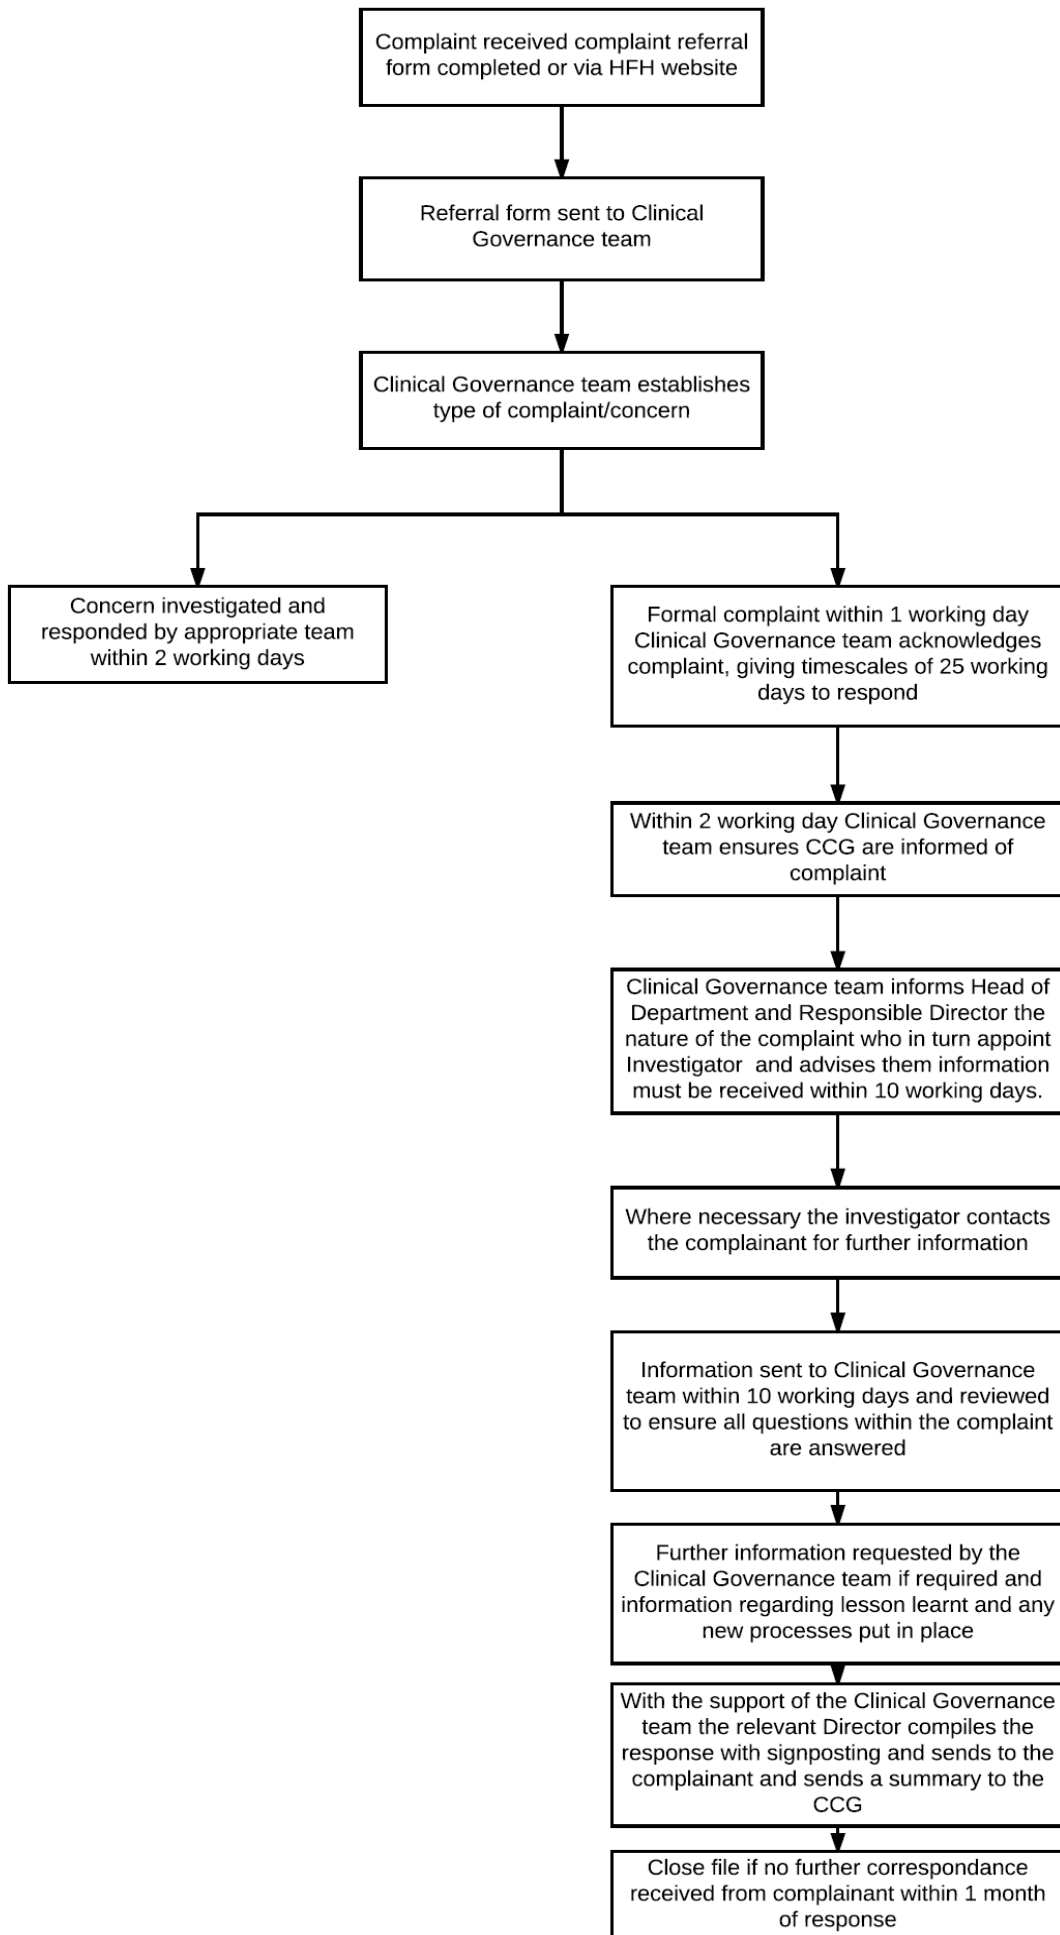 Complaint received complaint referral
form completed or via HFH website
Referral form sent to Clinical
Governance team
Clinical Governance team establishes
type of complaint/concern
Concern investigated and
responded by appropriate team
within 2 working days
Formal complaint within 1 working day
Clinical Governance team acknowledges
complaint, giving timescales of 25 working
days to respond
Within 2 working day Clinical Governance
team ensures CCG are informed of
complaint
Clinical Governance team informs Head of
Department and Responsible Director the
nature of the complaint who in turn appoint
Investigator  and advises them information
must be received within 10 working days.
Where necessary the investigator contacts
the complainant for further information
Information sent to Clinical Governance
team within 10 working days and reviewed
to ensure all questions within the complaint
are answered
Further information requested by the
Clinical Governance team if required and
information regarding lesson learnt and any
new processes put in place
With the support of the Clinical Governance
team the relevant Director compiles the
response with signposting and sends to the
complainant and sends a summary to the
CCG
Close file if no further correspondance
received from complainant within 1 month
of response